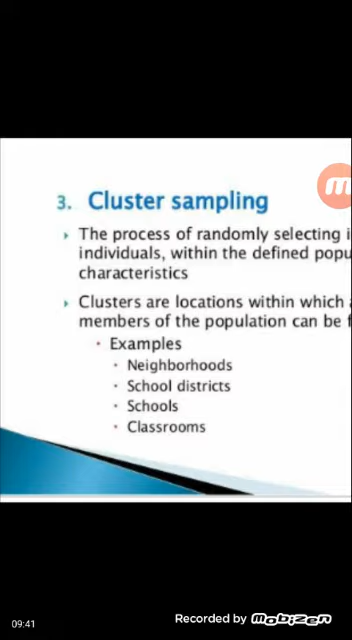 3. Cluster sampling
The process of randomly selecting
individuals, within the defined
characteristics
Clusters are locations within which
members of the population can be
Examples
Neighborhoods
School districts
Schools
Classrooms
09:41
Recorded by mobizen